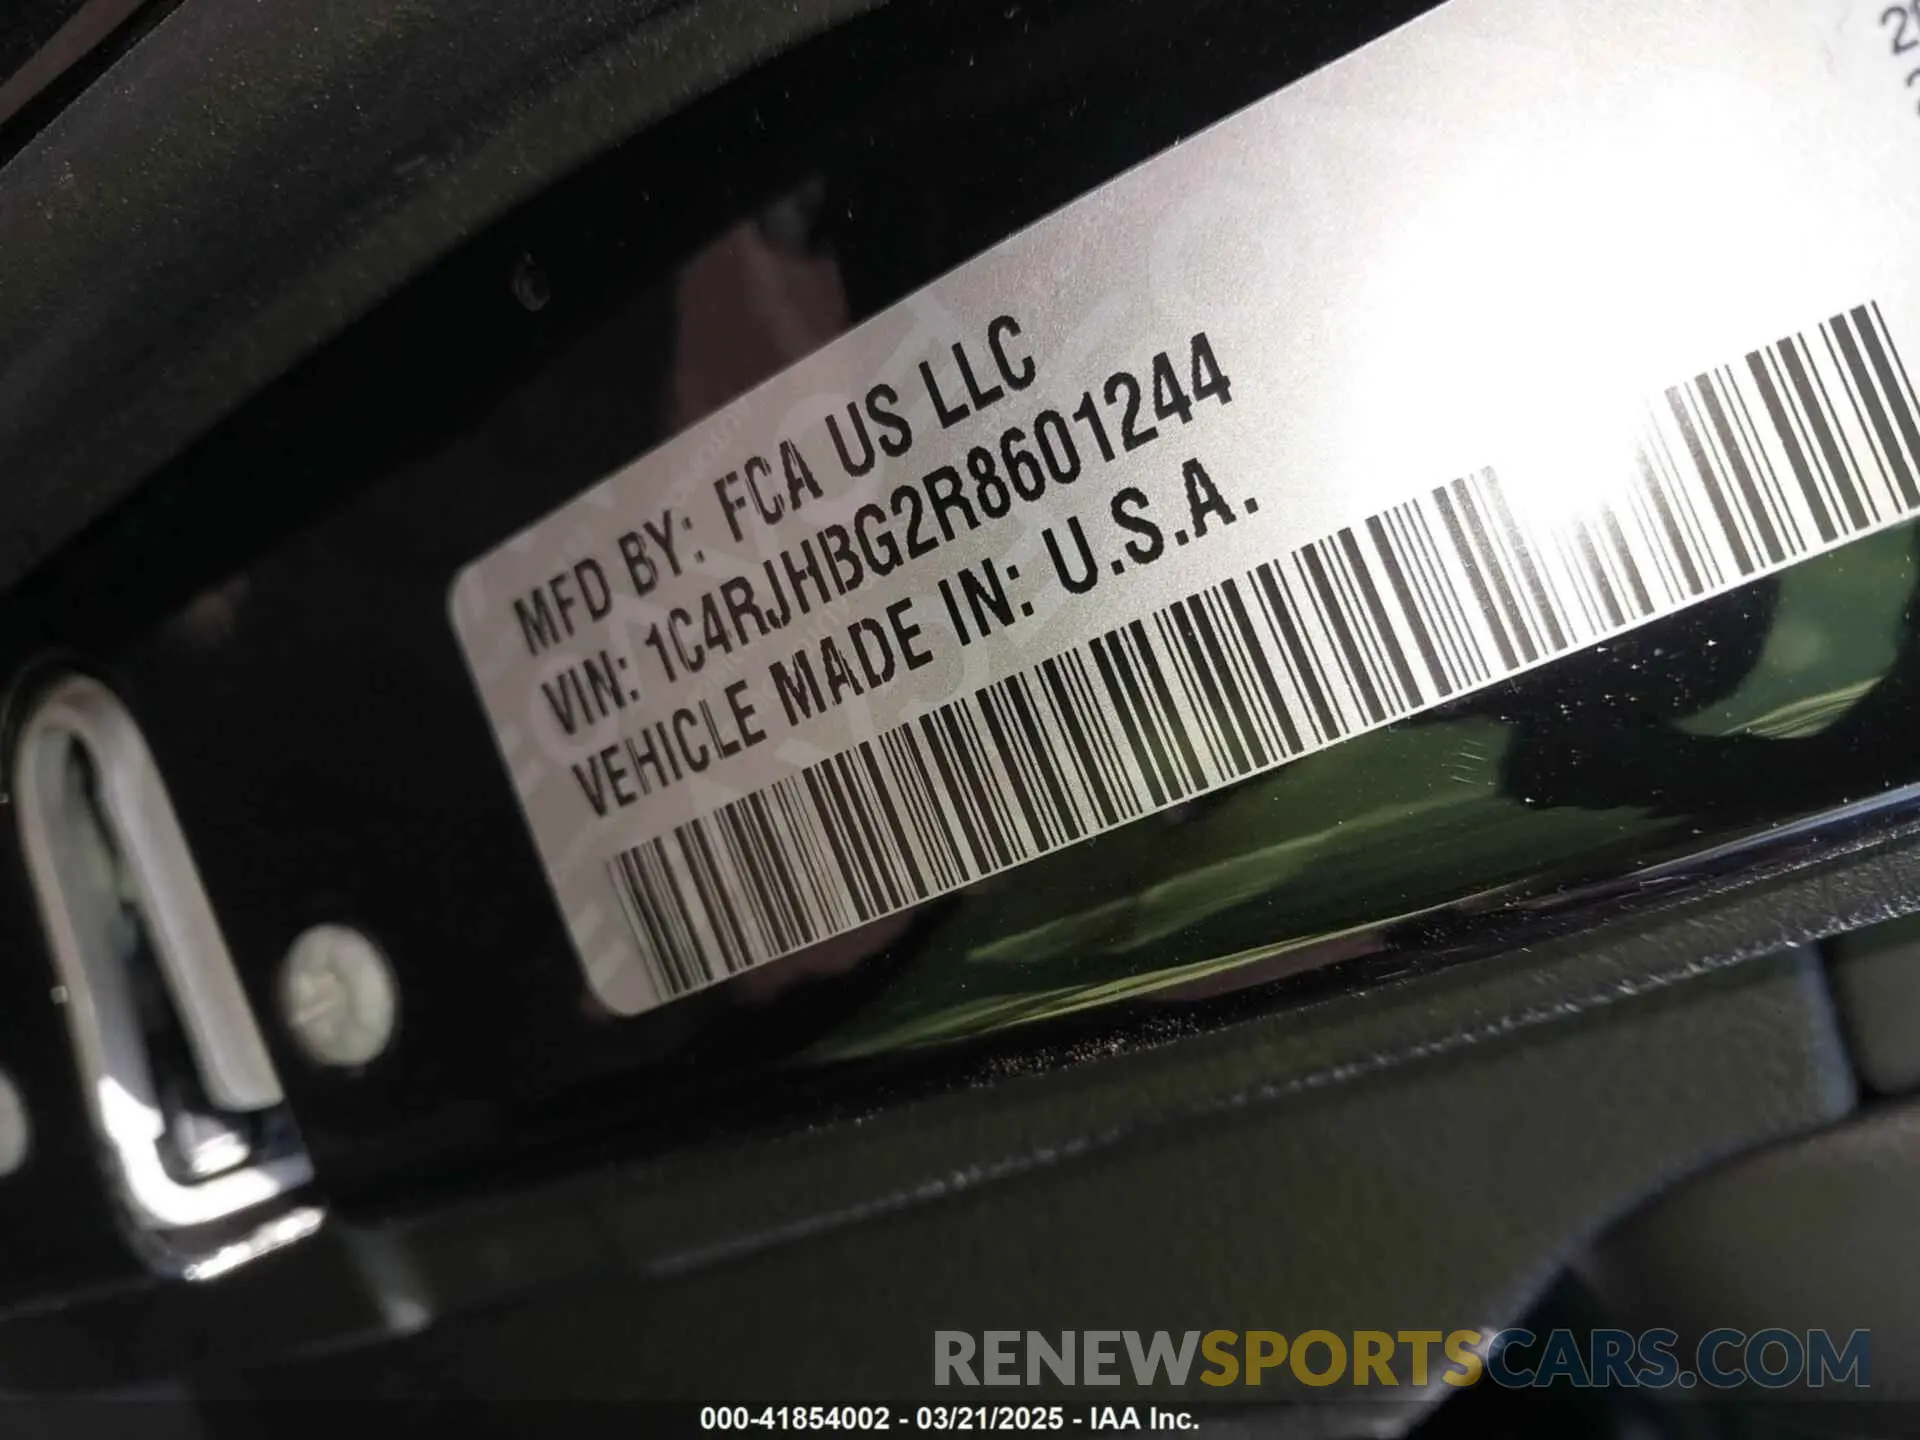 MFD BY: FCA US LLC
VIN: 1C4RJHBG2R8601244
VEHICLE MADE IN: U.S.A.
RENEWSPORTSCARS.COM
000-41854002 - 03/21/2025 - IAA Inc.